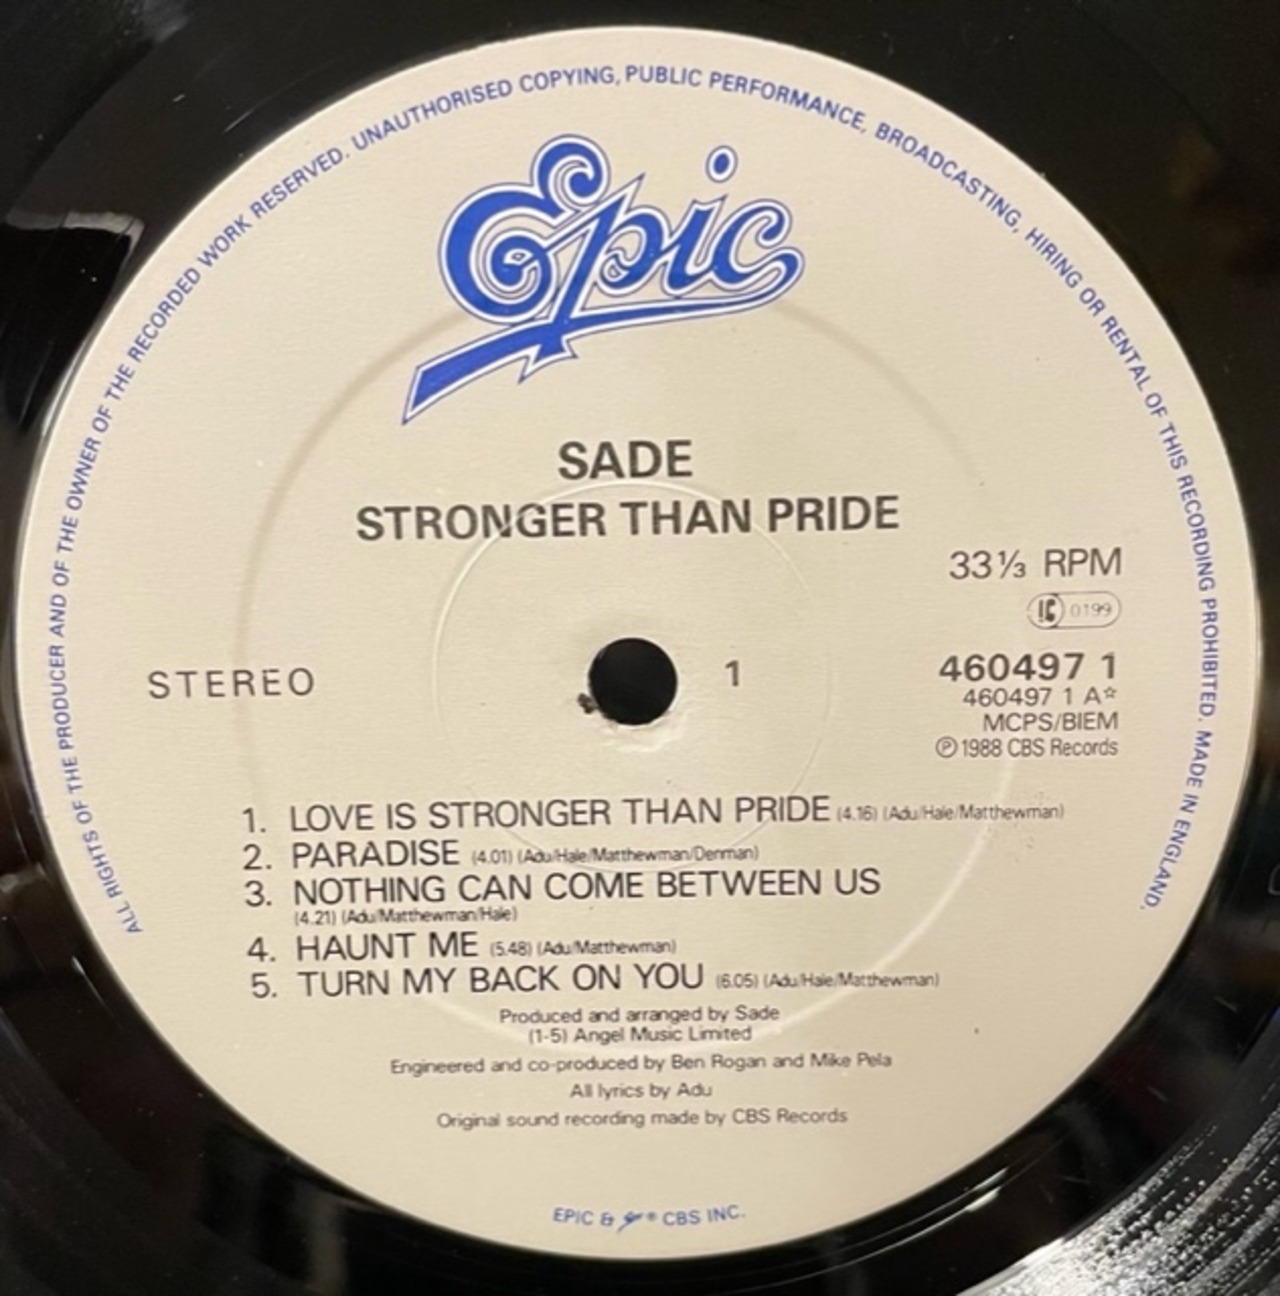 ALL RIGHTS OF THE PRODUCER AND OF THE OWNER OF THE RECORDED WORK RESERVED. UNAUTHORISED COPYING, PUBLIC PERFORMANCE, BROADCASTING, HIRING OR RENTAL OF THIS RECORDING PROHIBITED. MADE IN ENGLAND.
Epic
SADE
STRONGER THAN PRIDE
33⅓ RPM
LC 0199
STEREO
1
460497 1
460497 1 A☆
MCPS/BIEM
℗ 1988 CBS Records
1. LOVE IS STRONGER THAN PRIDE (4.16) (Adu/Hale/Matthewman)
2. PARADISE (4.01) (Adu/Hale/Matthewman/Denman)
3. NOTHING CAN COME BETWEEN US
(4.21) (Adu/Matthewman/Hale)
4. HAUNT ME (5.48) (Adu/Matthewman)
5. TURN MY BACK ON YOU (6.05) (Adu/Hale/Matthewman)
Produced and arranged by Sade
(1-5) Angel Music Limited
Engineered and co-produced by Ben Rogan and Mike Pela
All lyrics by Adu
Original sound recording made by CBS Records
EPIC & Epic ® CBS INC.